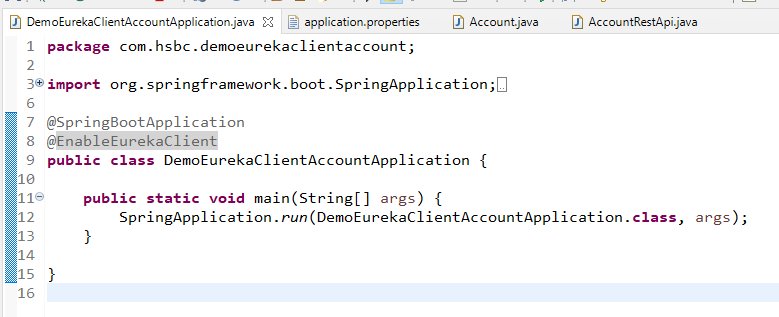 DemoEurekaClientAccountApplication.java application.properties Account.java AccountRestApi.java
1 package com.hsbc.demoeurekaclientaccount;
2
3 import org.springframework.boot.SpringApplication;
6
7 @SpringBootApplication
8 @EnableEurekaClient
9 public class DemoEurekaClientAccountApplication {
10
11 public static void main(String[] args) {
12 SpringApplication.run(DemoEurekaClientAccountApplication.class, args);
13 }
14
15 }
16